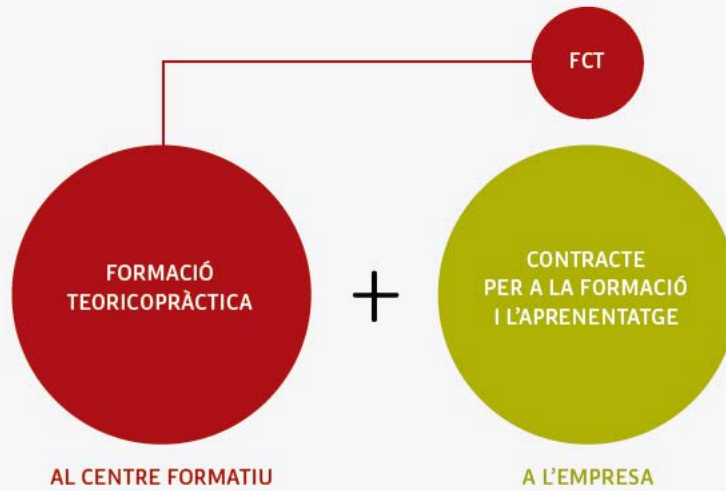 FCT
FORMACIÓ
TEORICOPRÀCTICA
+
CONTRACTE
PER A LA FORMACIÓ
I L'APRENENTATGE
AL CENTRE FORMATIU
A L'EMPRESA